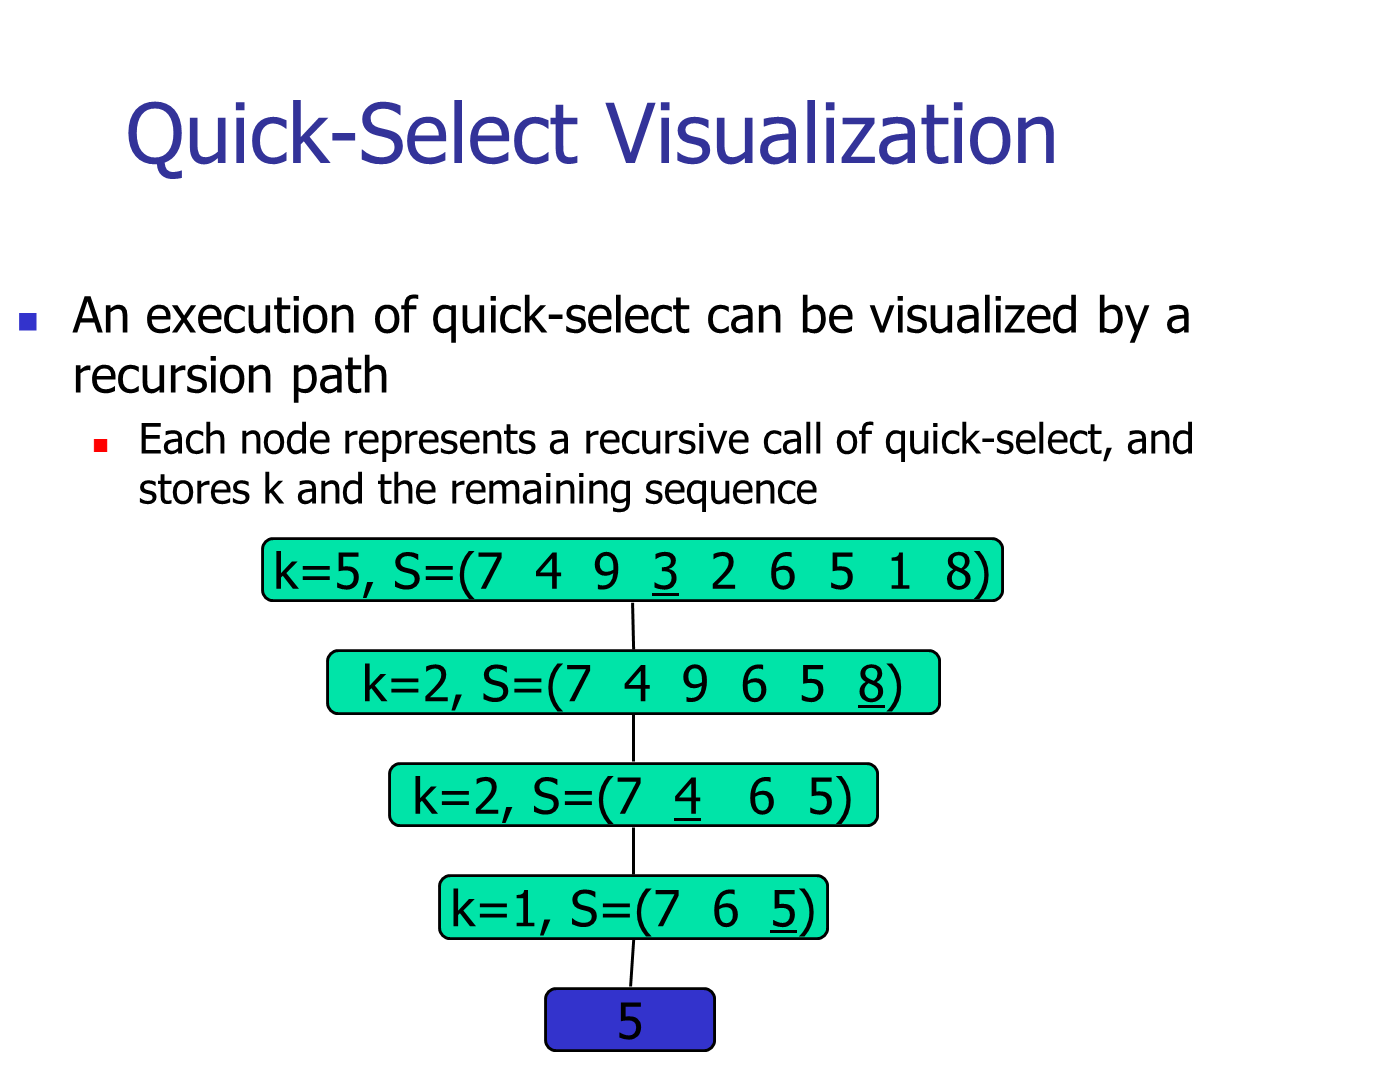 Quick-Select Visualization
An execution of quick-select can be visualized by a
recursion path
Each node represents a recursive call of quick-select, and
stores k and the remaining sequence
k=5, S=(7 4 9 3 2 6 5 1 8)
k=2, S=(7 4 9 6 5 8)
k=2, S=(7 4 6 5)
k=1, S=(7 6 5)
5